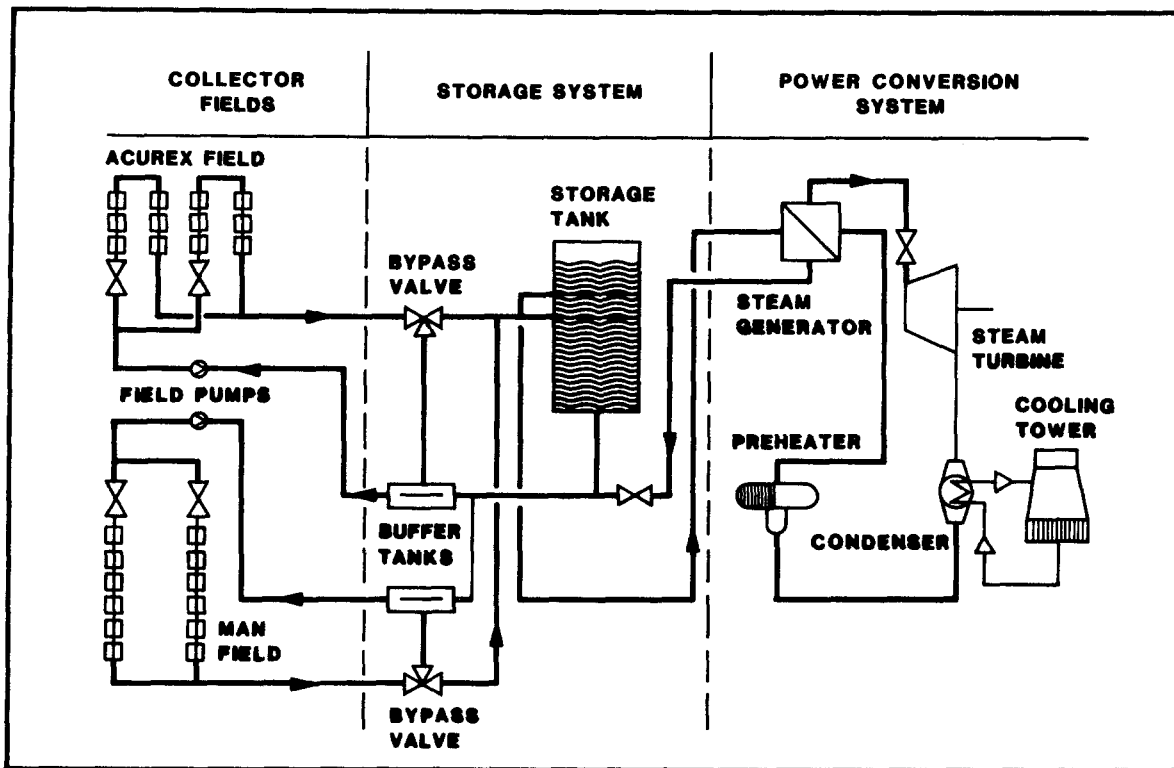 COLLECTOR
FIELDS
STORAGE SYSTEM
POWER CONVERSION
SYSTEM
ACUREX FIELD
STORAGE
TANK
BYPASS
VALVE
STEAM
GENERATOR
STEAM
TURBINE
FIELD PUMPS
COOLING
TOWER
PREHEATER
BUFFER
TANKS
CONDENSER
MAN
FIELD
BYPASS
VALVE